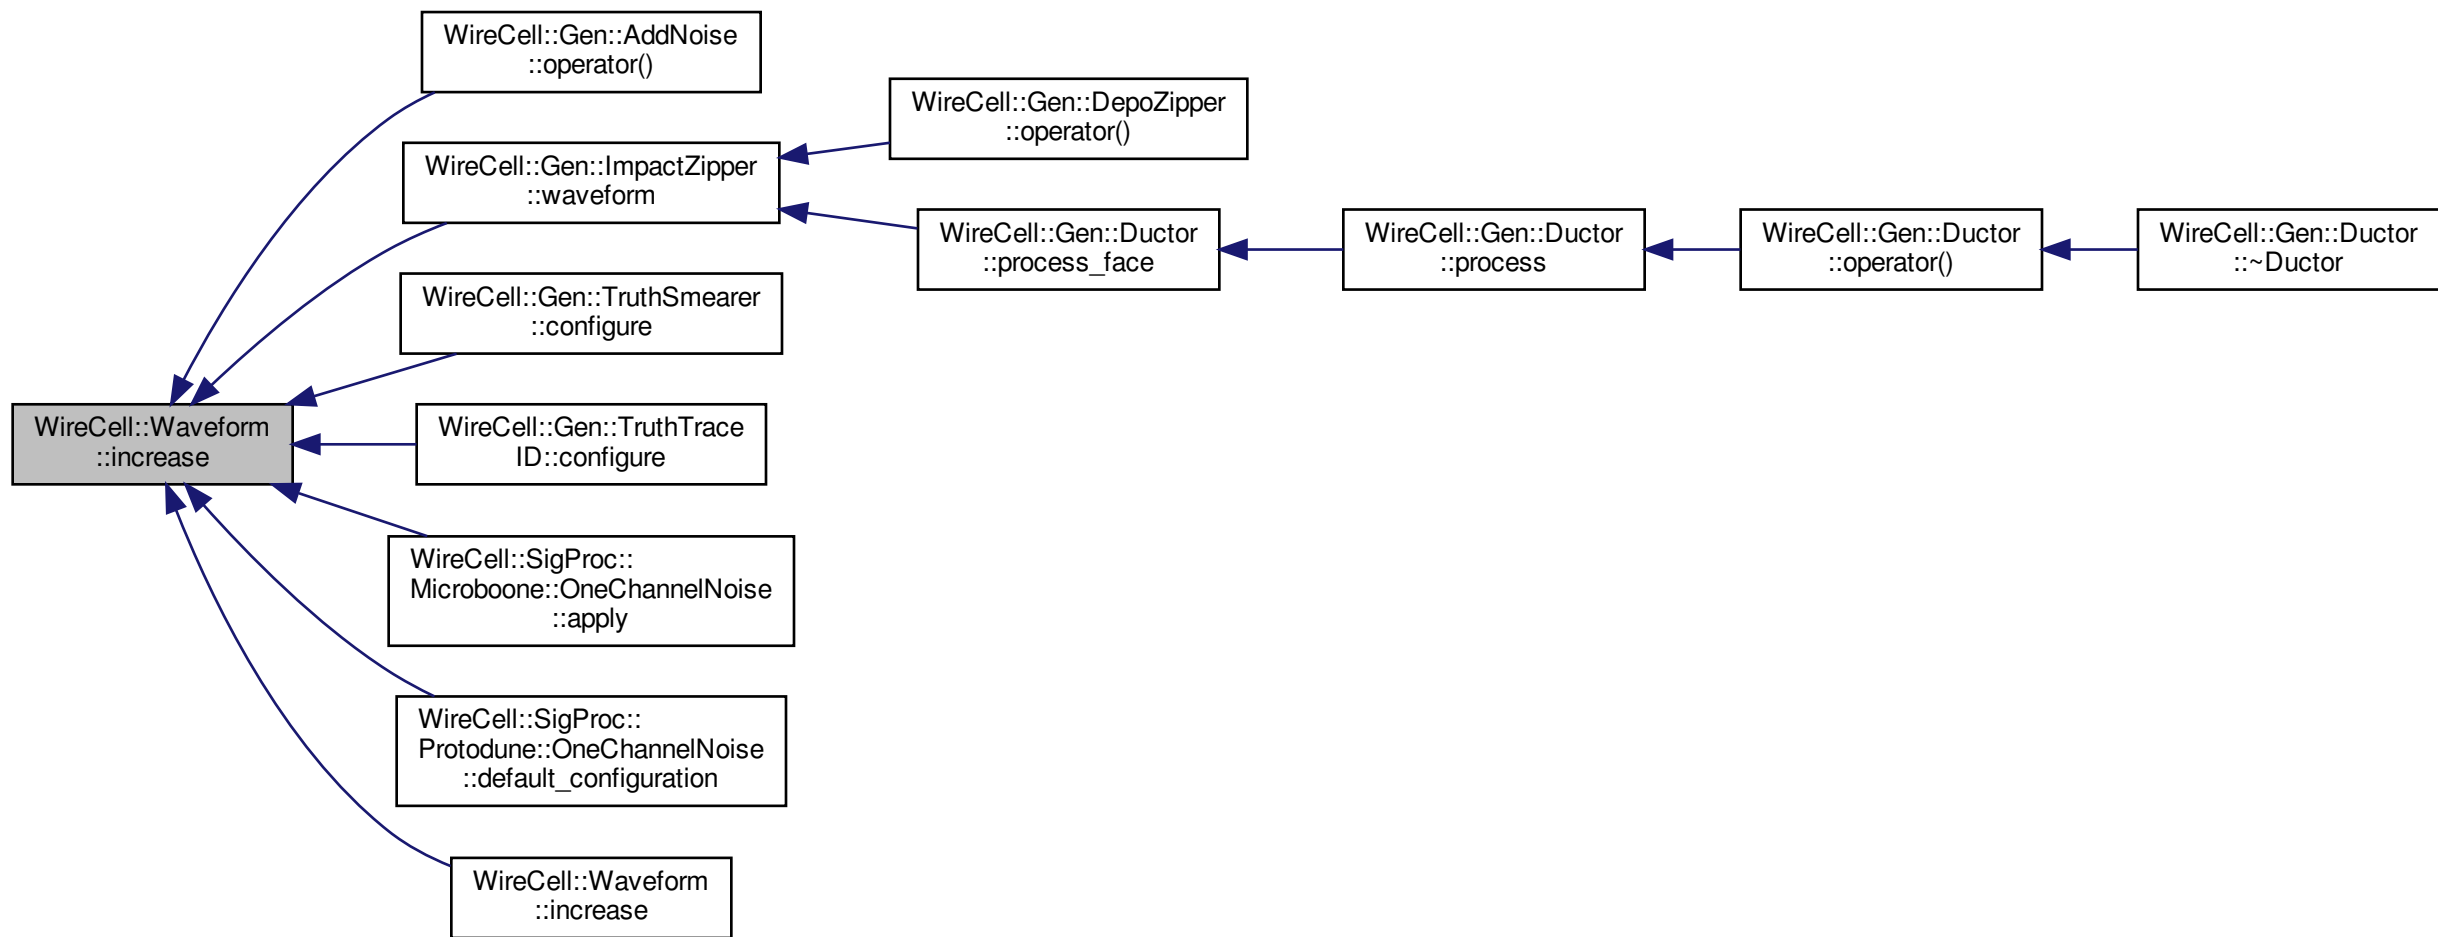 WireCell::Gen::AddNoise
::operator()
WireCell::Gen::DepoZipper
::operator()
WireCell::Gen::ImpactZipper
::waveform
WireCell::Gen::Ductor
::process_face
WireCell::Gen::Ductor
::process
WireCell::Gen::Ductor
::operator()
WireCell::Gen::Ductor
::~Ductor
WireCell::Gen::TruthSmearer
::configure
WireCell::Waveform
::increase
WireCell::Gen::TruthTrace
ID::configure
WireCell::SigProc::
Microboone::OneChannelNoise
::apply
WireCell::SigProc::
Protodune::OneChannelNoise
::default_configuration
WireCell::Waveform
::increase